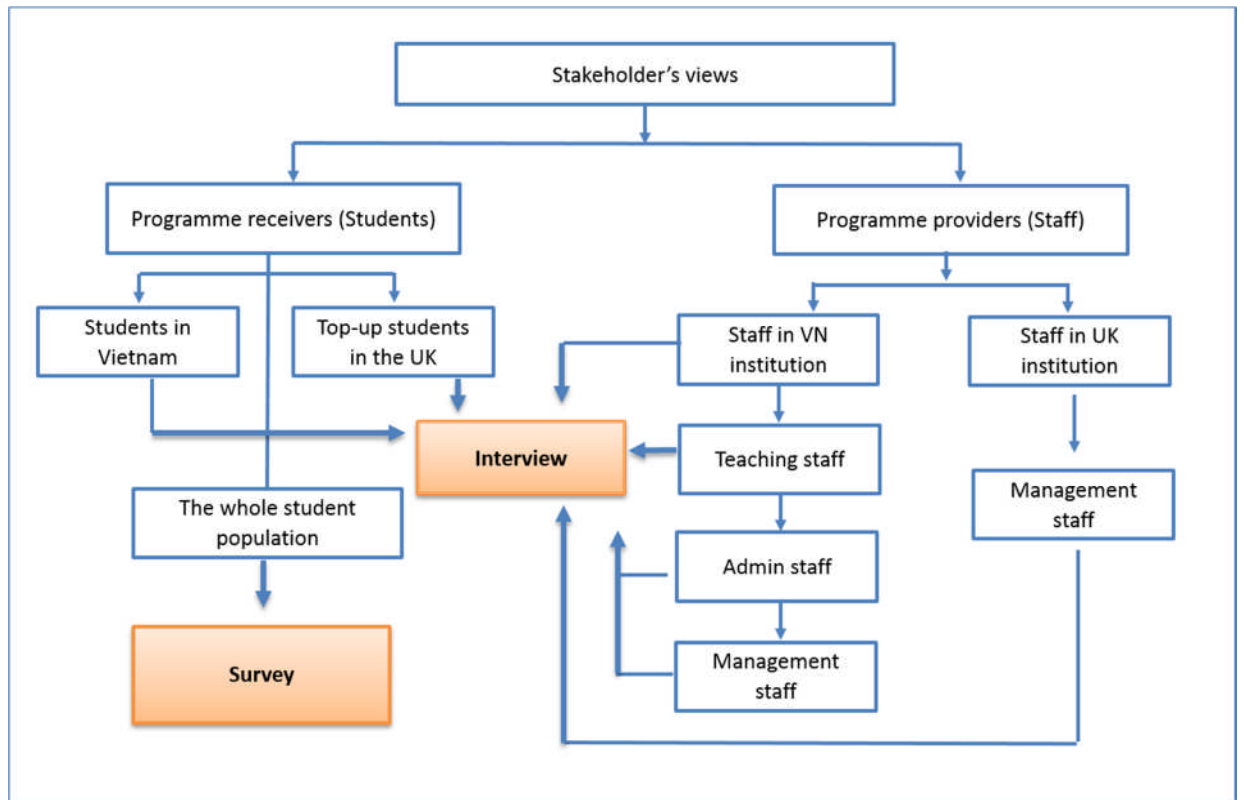 Stakeholder's views
Programme receivers (Students)
Programme providers (Staff)
Students in
Vietnam
Top-up students
in the UK
Staff in VN
institution
Staff in UK
institution
Interview
Teaching staff
Management
staff
The whole student
population
Admin staff
Survey
Management
staff